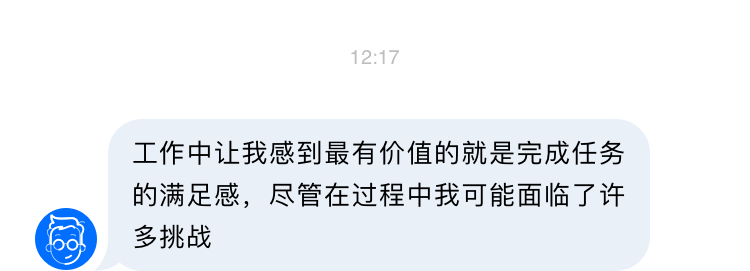 12:17
工作中让我感到最有价值的就是完成任务
的满足感，尽管在过程中我可能面临了许
多挑战